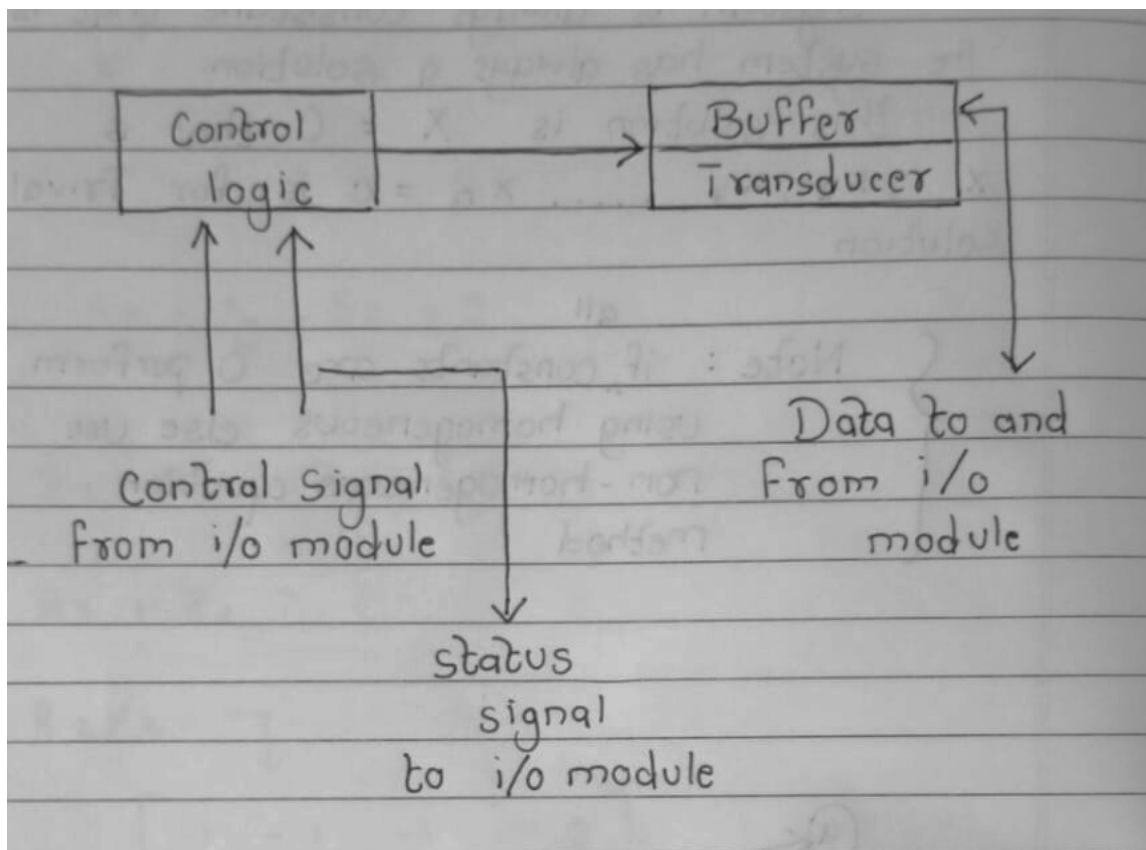 Control
logic
Buffer
Transducer
Control Signal
From i/o module
Data to and
From i/o
module
status
signal
to i/o module